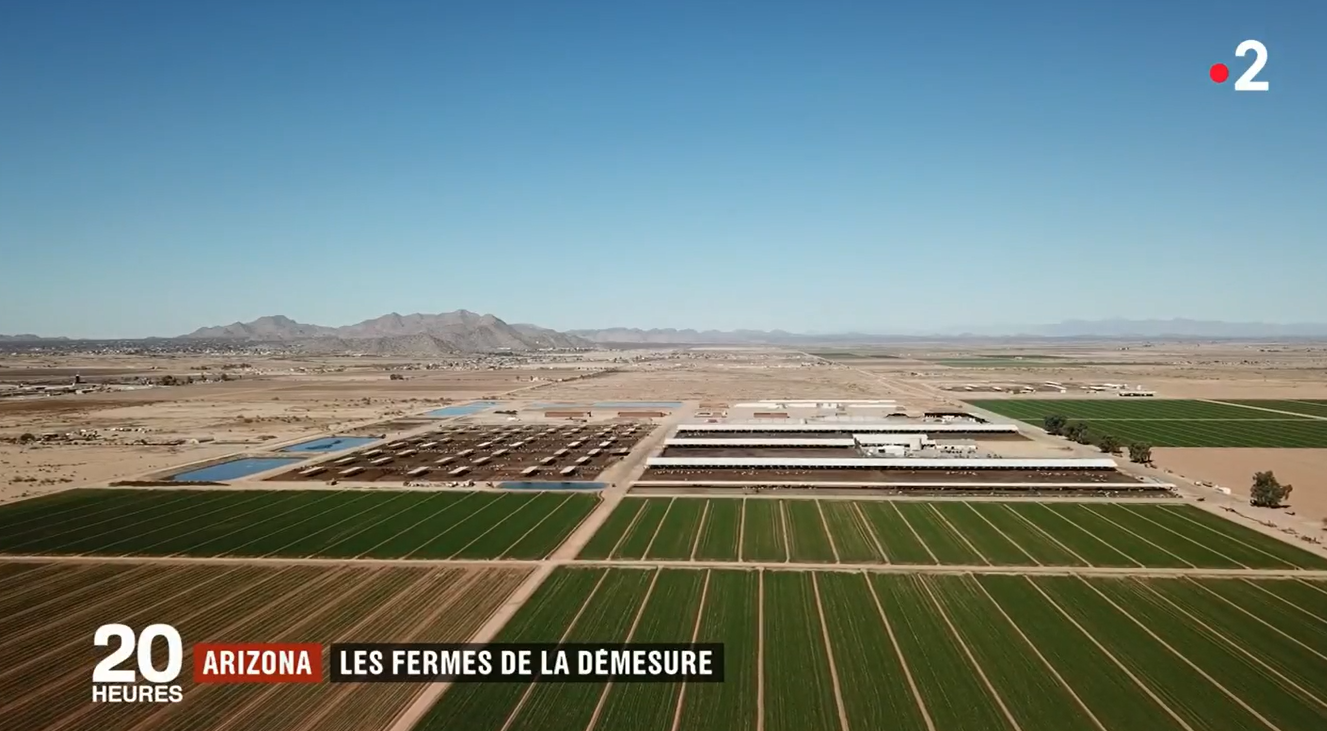 2
20
HEURES
ARIZONA
LES FERMES DE LA DÉMESURE